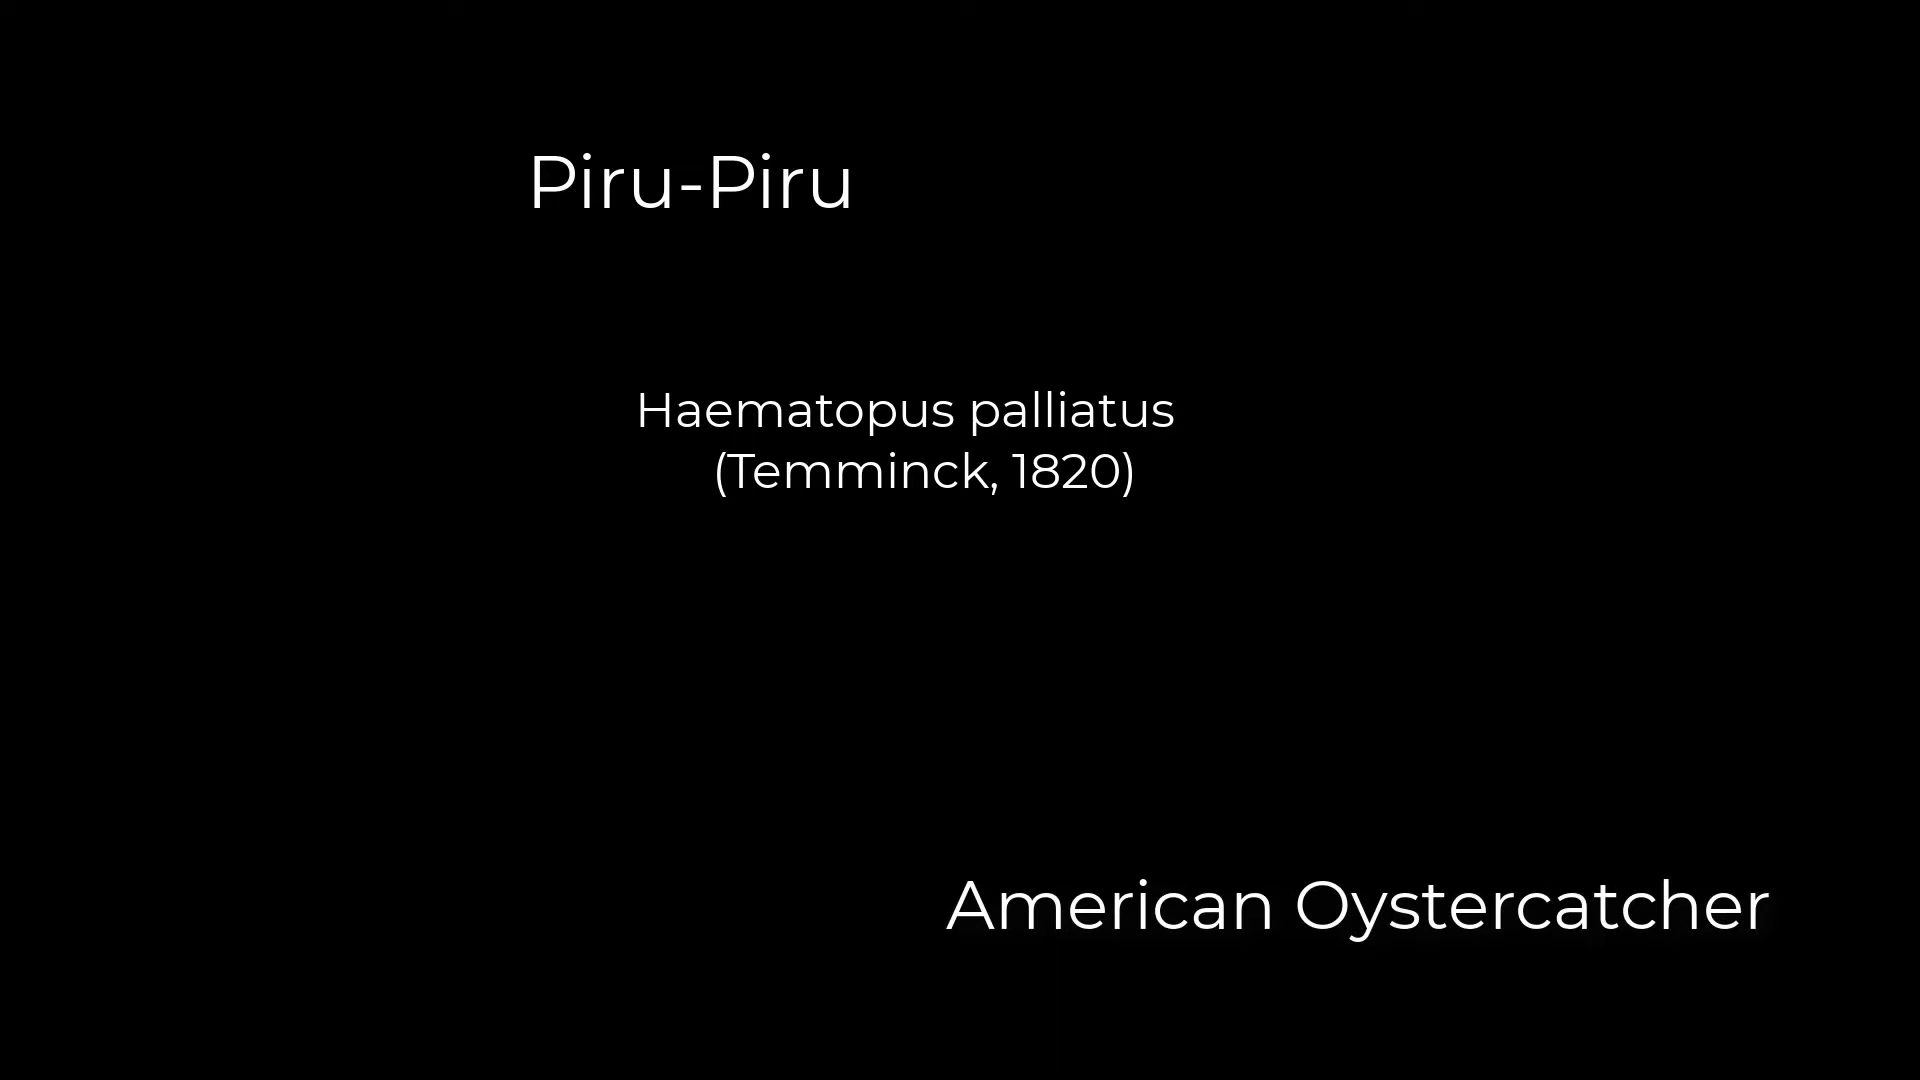 Piru-Piru
Haematopus palliatus
(Temminck, 1820)
American Oystercatcher